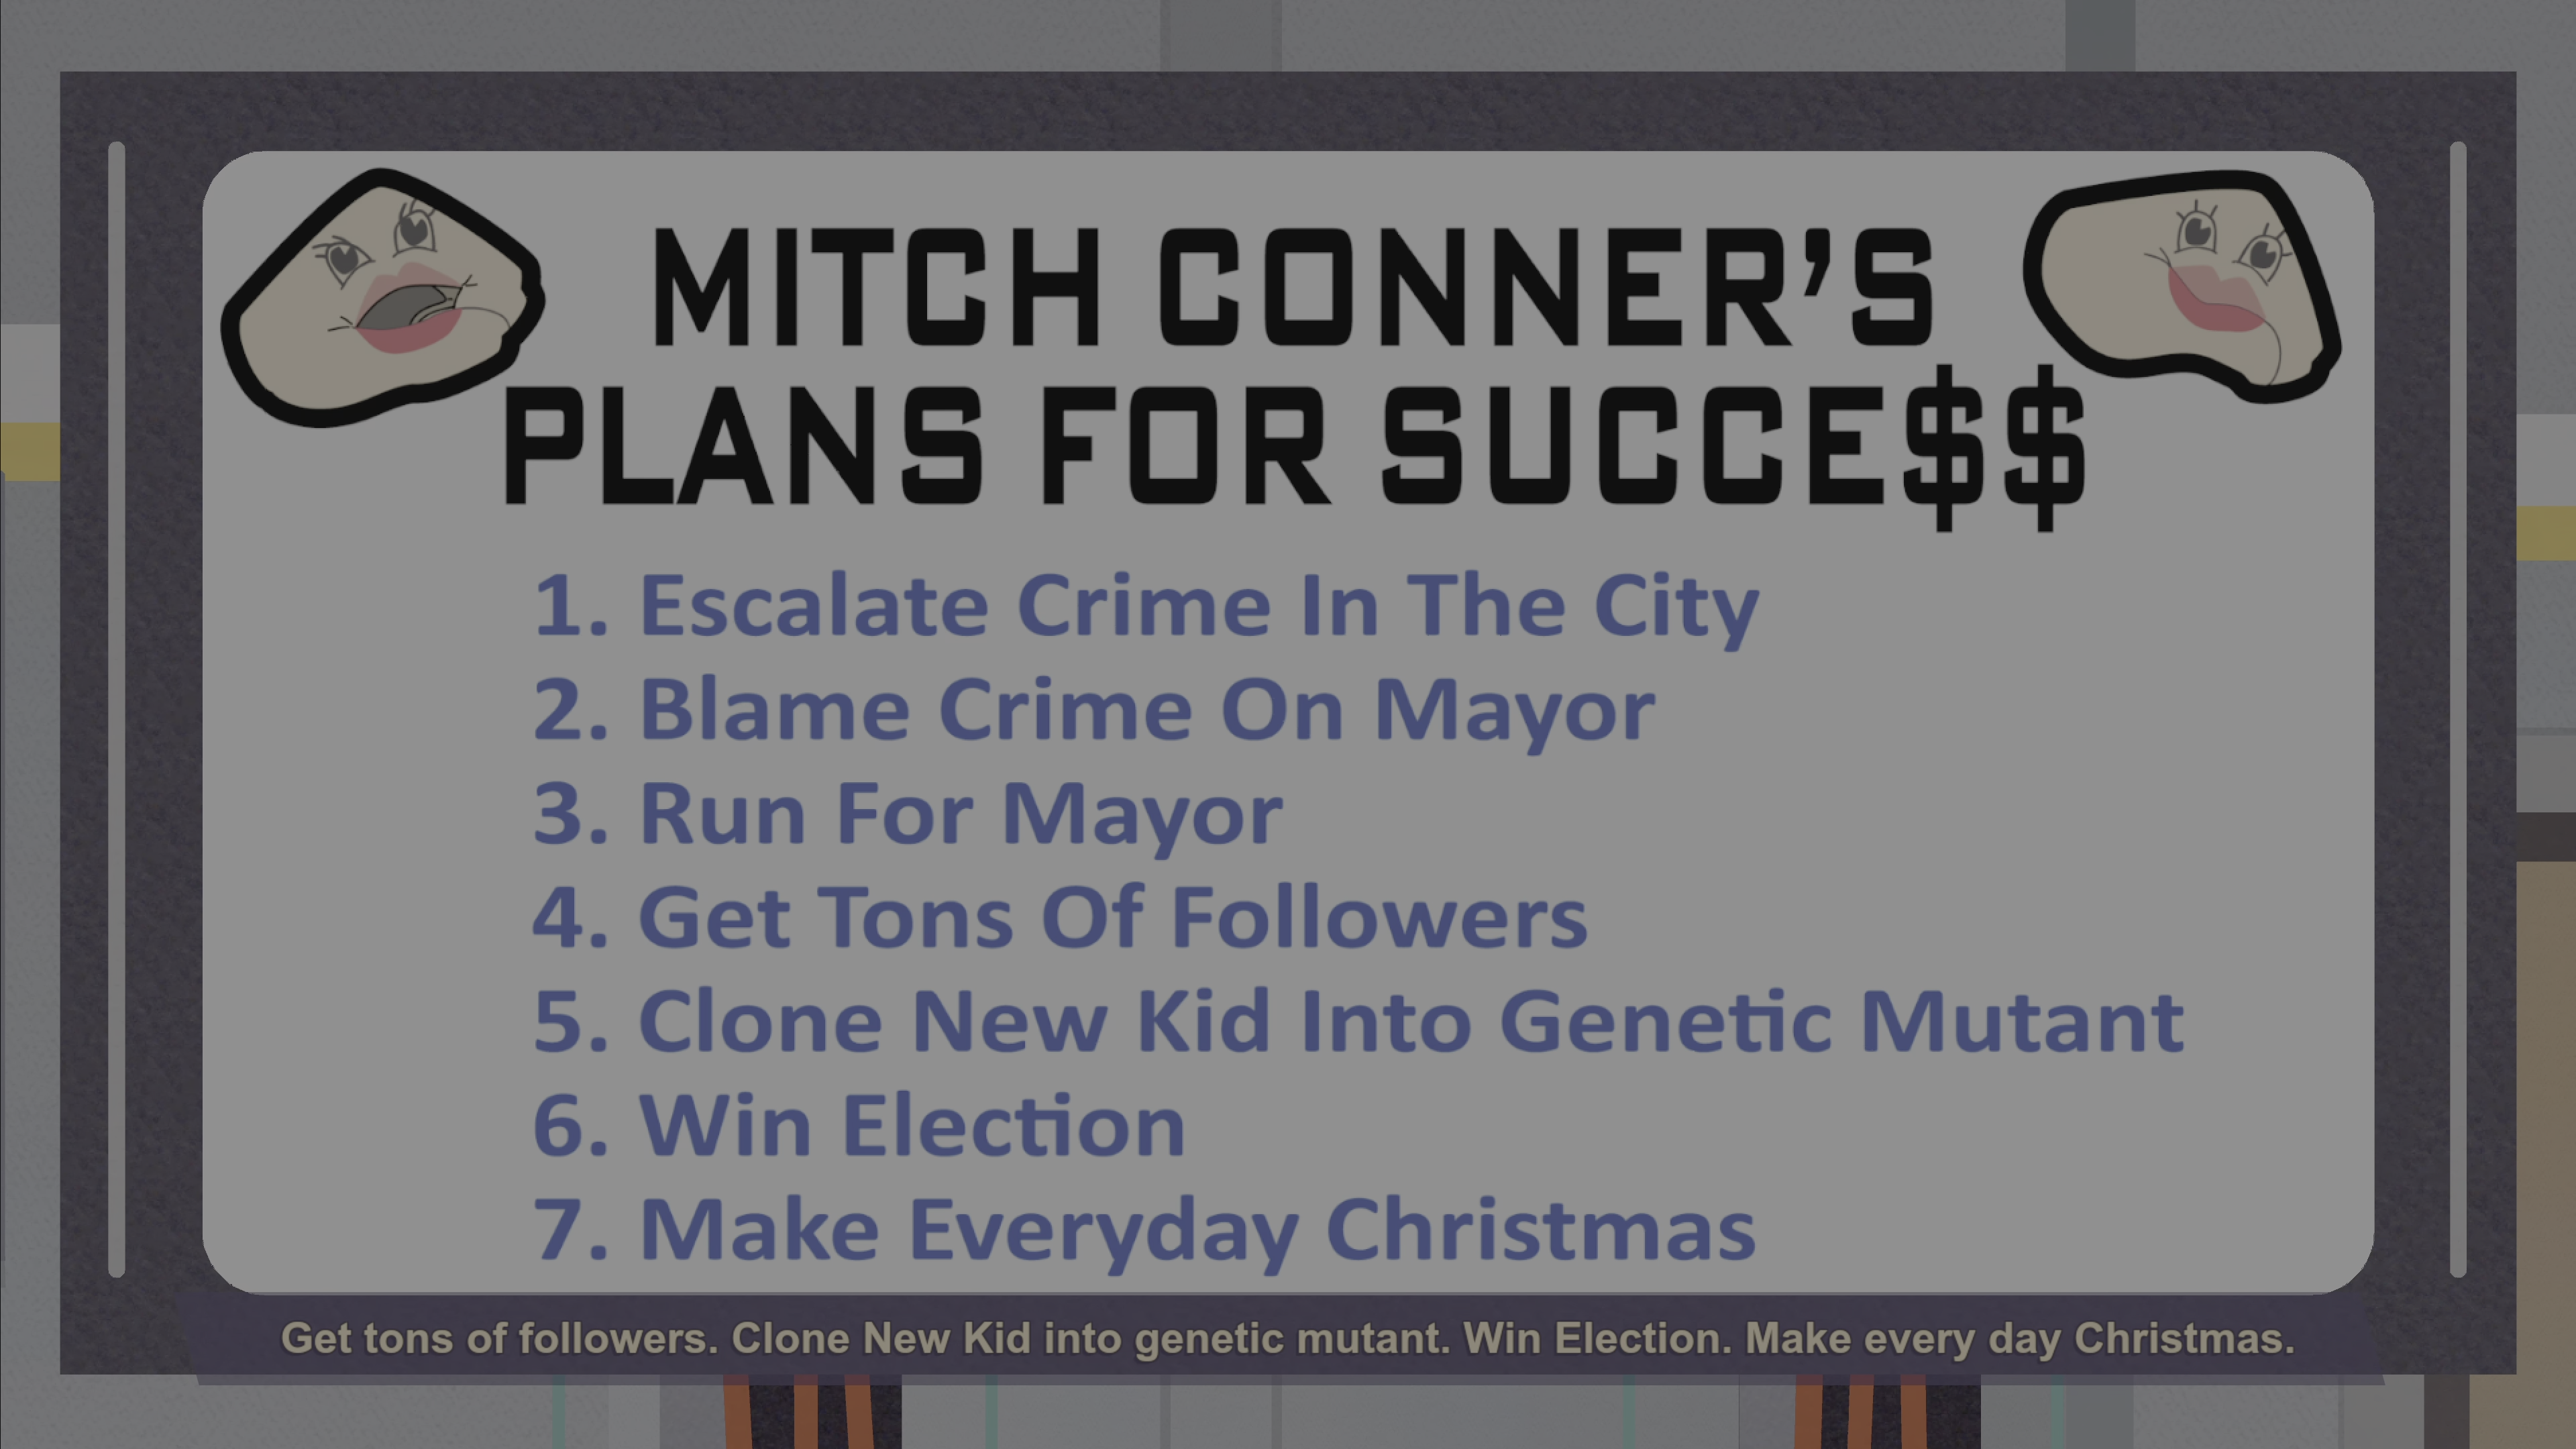 MITCH CONNER'S
PLANS FOR SUCCE$$
1. Escalate Crime In The City
2. Blame Crime On Mayor
3. Run For Mayor
4. Get Tons Of Followers
5. Clone New Kid Into Genetic Mutant
6. Win Election
7. Make Everyday Christmas
Get tons of followers. Clone New Kid into genetic mutant. Win Election. Make every day Christmas.